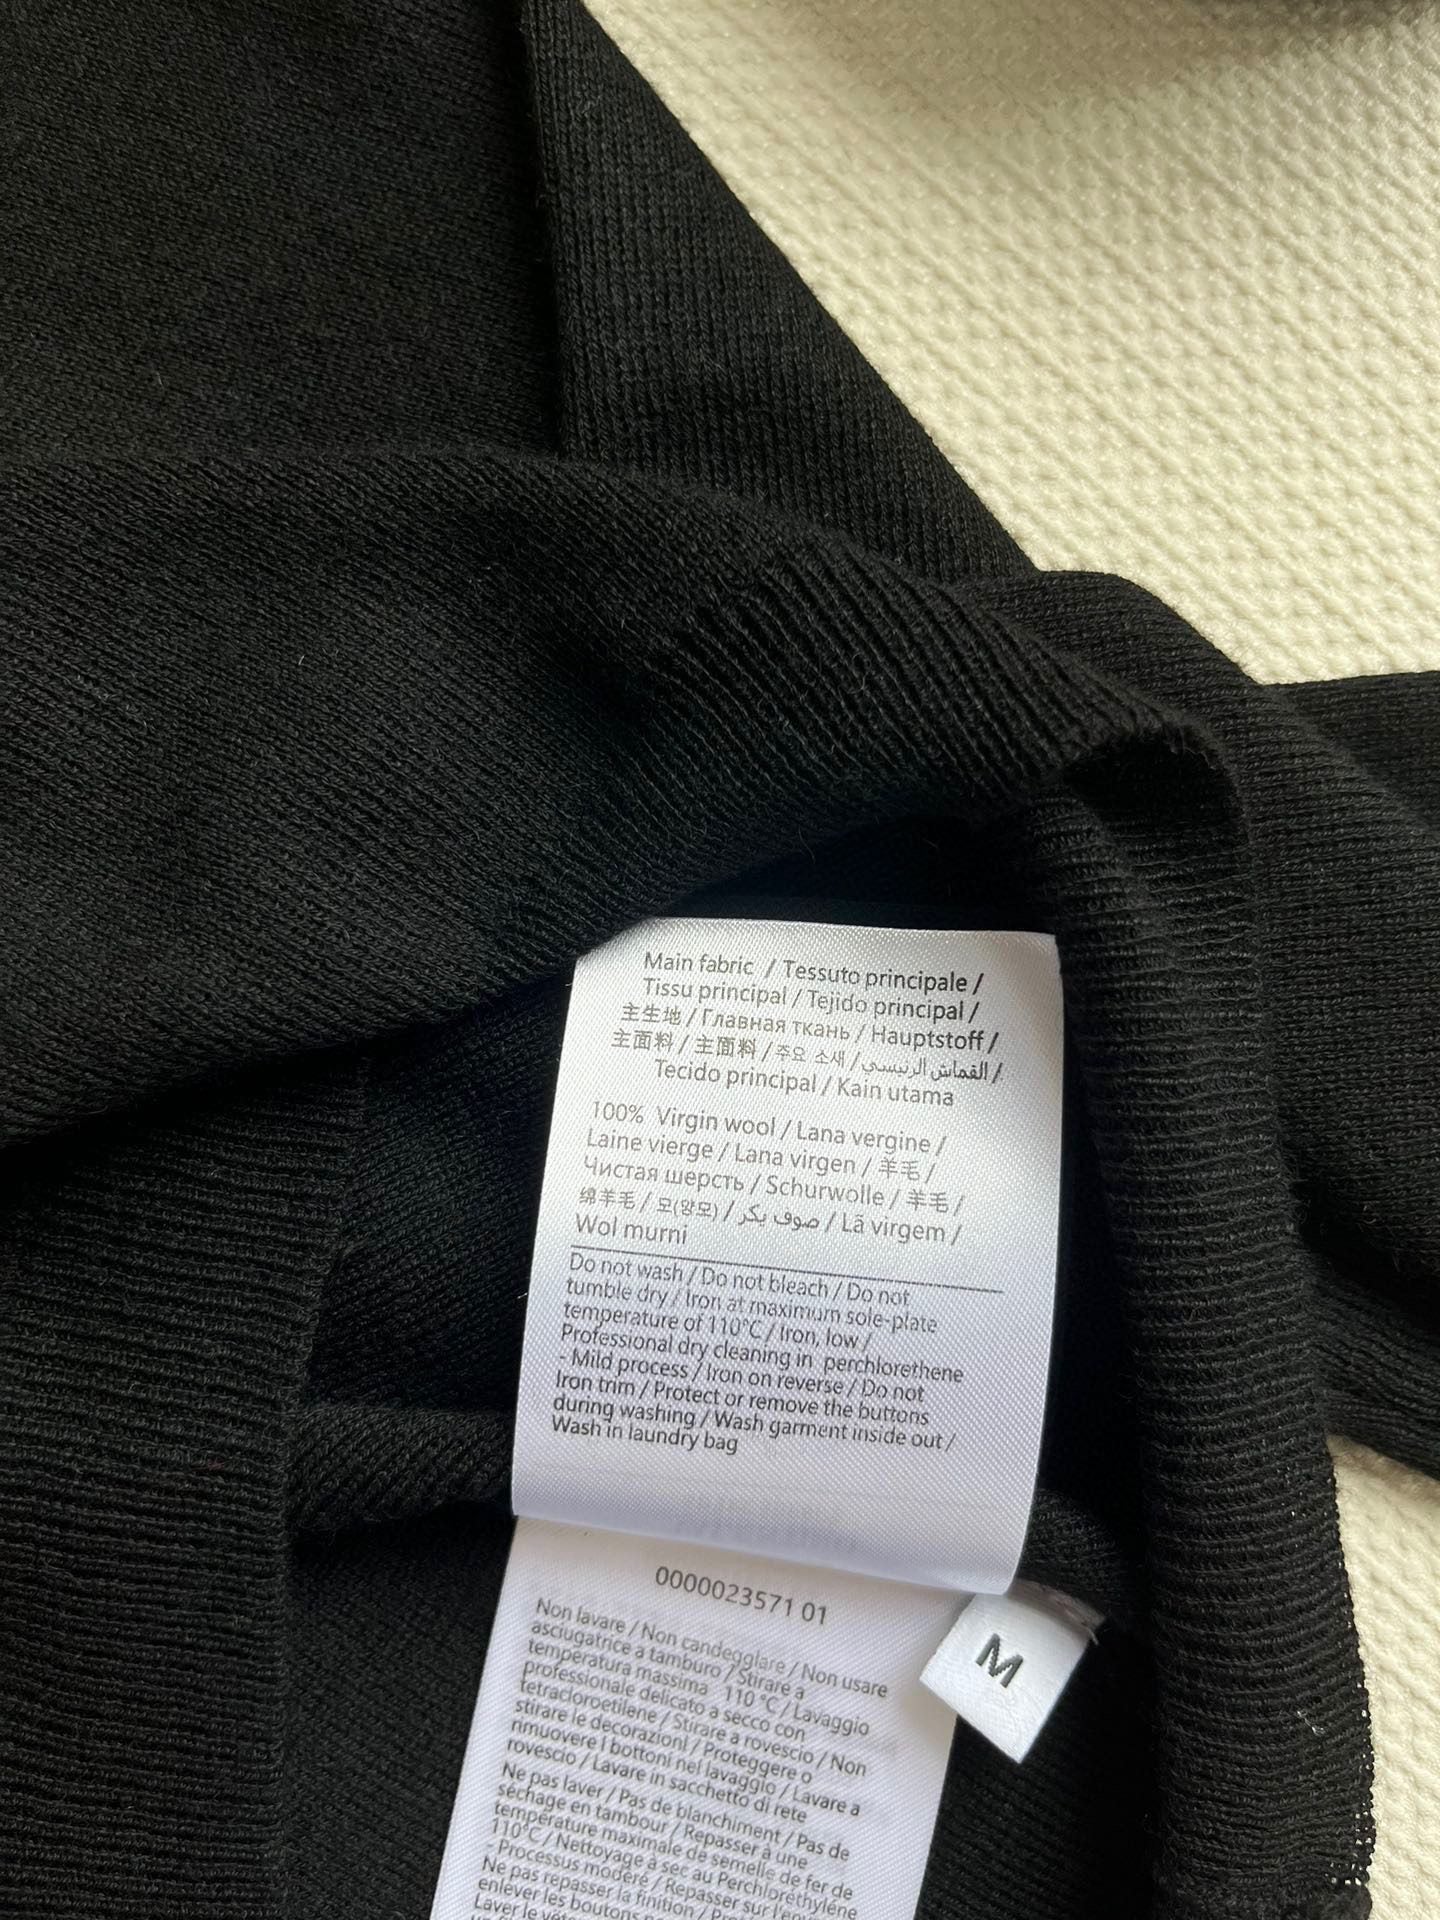 Main fabric / Tessuto principale /
Tissu principal / Tejido principal /
主生地 / Главная ткань / Hauptstoff /
主面料 / 主面料 / 주요 소재 / القماش الرئيسي /
Tecido principal / Kain utama
100% Virgin wool / Lana vergine /
Laine vierge / Lana virgen / 羊毛 /
Чистая шерсть / Schurwolle / 羊毛 /
绵羊毛 / 모(양모) / صوف بكر / Lã virgem /
Wol murni
Do not wash / Do not bleach / Do not
tumble dry / Iron at maximum sole-plate
temperature of 110°C / Iron, low /
Professional dry cleaning in perchlorethene
- Mild process / Iron on reverse / Do not
Iron trim / Protect or remove the buttons
during washing / Wash garment inside out /
Wash in laundry bag
0000023571 01
M
Non lavare / Non candeggiare / Non usare
asciugatrice a tamburo / Stirare a
temperatura massima 110 °C / Lavaggio
professionale delicato a secco con
tetracloroetilene / Stirare a rovescio / Non
stirare le decorazioni / Proteggere o
rimuovere I bottoni nel lavaggio / Lavare a
rovescio / Lavare in sacchetto di rete
Ne pas laver / Pas de blanchiment / Pas de
séchage en tambour / Repasser à une
température maximale de semelle de fer de
110°C / Nettoyage à sec au Perchloréthylène
- Processus modéré / Repasser sur l'env
Ne pas repasser la finition /
enlever les boutons
Laver le